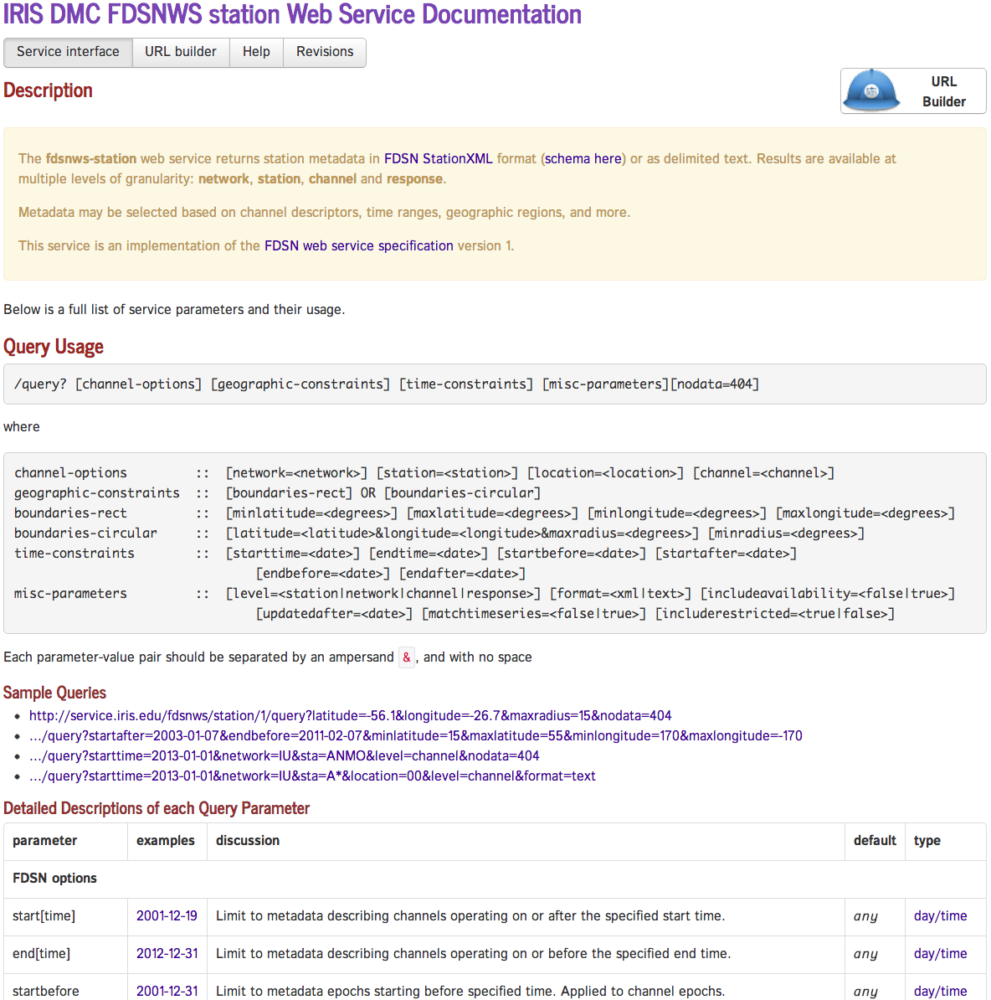 IRIS DMC FDSNWS station Web Service Documentation
Service interface URL builder Help Revisions
Description
URL
Builder
The fdsnws-station web service returns station metadata in FDSN StationXML format (schema here) or as delimited text. Results are available at
multiple levels of granularity: network, station, channel and response.
Metadata may be selected based on channel descriptors, time ranges, geographic regions, and more.
This service is an implementation of the FDSN web service specification version 1.
Below is a full list of service parameters and their usage.
Query Usage
/query? [channel-options] [geographic-constraints] [time-constraints] [misc-parameters][nodata=404]
where
channel-options :: [network=<network>] [station=<station>] [location=<location>] [channel=<channel>]
geographic-constraints :: [boundaries-rect] OR [boundaries-circular]
boundaries-rect :: [minlatitude=<degrees>] [maxlatitude=<degrees>] [minlongitude=<degrees>] [maxlongitude=<degrees>]
boundaries-circular :: [latitude=<latitude>&longitude=<longitude>&maxradius=<degrees>] [minradius=<degrees>]
time-constraints :: [starttime=<date>] [endtime=<date>] [startbefore=<date>] [startafter=<date>]
[endbefore=<date>] [endafter=<date>]
misc-parameters :: [level=<station|network|channel|response>] [format=<xml|text>] [includeavailability=<false|true>]
[updatedafter=<date>] [matchtimeseries=<false|true>] [includerestricted=<true|false>]
Each parameter-value pair should be separated by an ampersand &, and with no space
Sample Queries
• http://service.iris.edu/fdsnws/station/1/query?latitude=-56.1&longitude=-26.7&maxradius=15&nodata=404
• .../query?startafter=2003-01-07&endbefore=2011-02-07&minlatitude=15&maxlatitude=55&minlongitude=170&maxlongitude=-170
• .../query?starttime=2013-01-01&network=IU&sta=ANMO&level=channel&nodata=404
• .../query?starttime=2013-01-01&network=IU&sta=A*&location=00&level=channel&format=text
Detailed Descriptions of each Query Parameter
parameter examples discussion default type
FDSN options
start[time] 2001-12-19 Limit to metadata describing channels operating on or after the specified start time. any day/time
end[time] 2012-12-31 Limit to metadata describing channels operating on or before the specified end time. any day/time
startbefore 2001-12-31 Limit to metadata epochs starting before specified time. Applied to channel epochs. any day/time